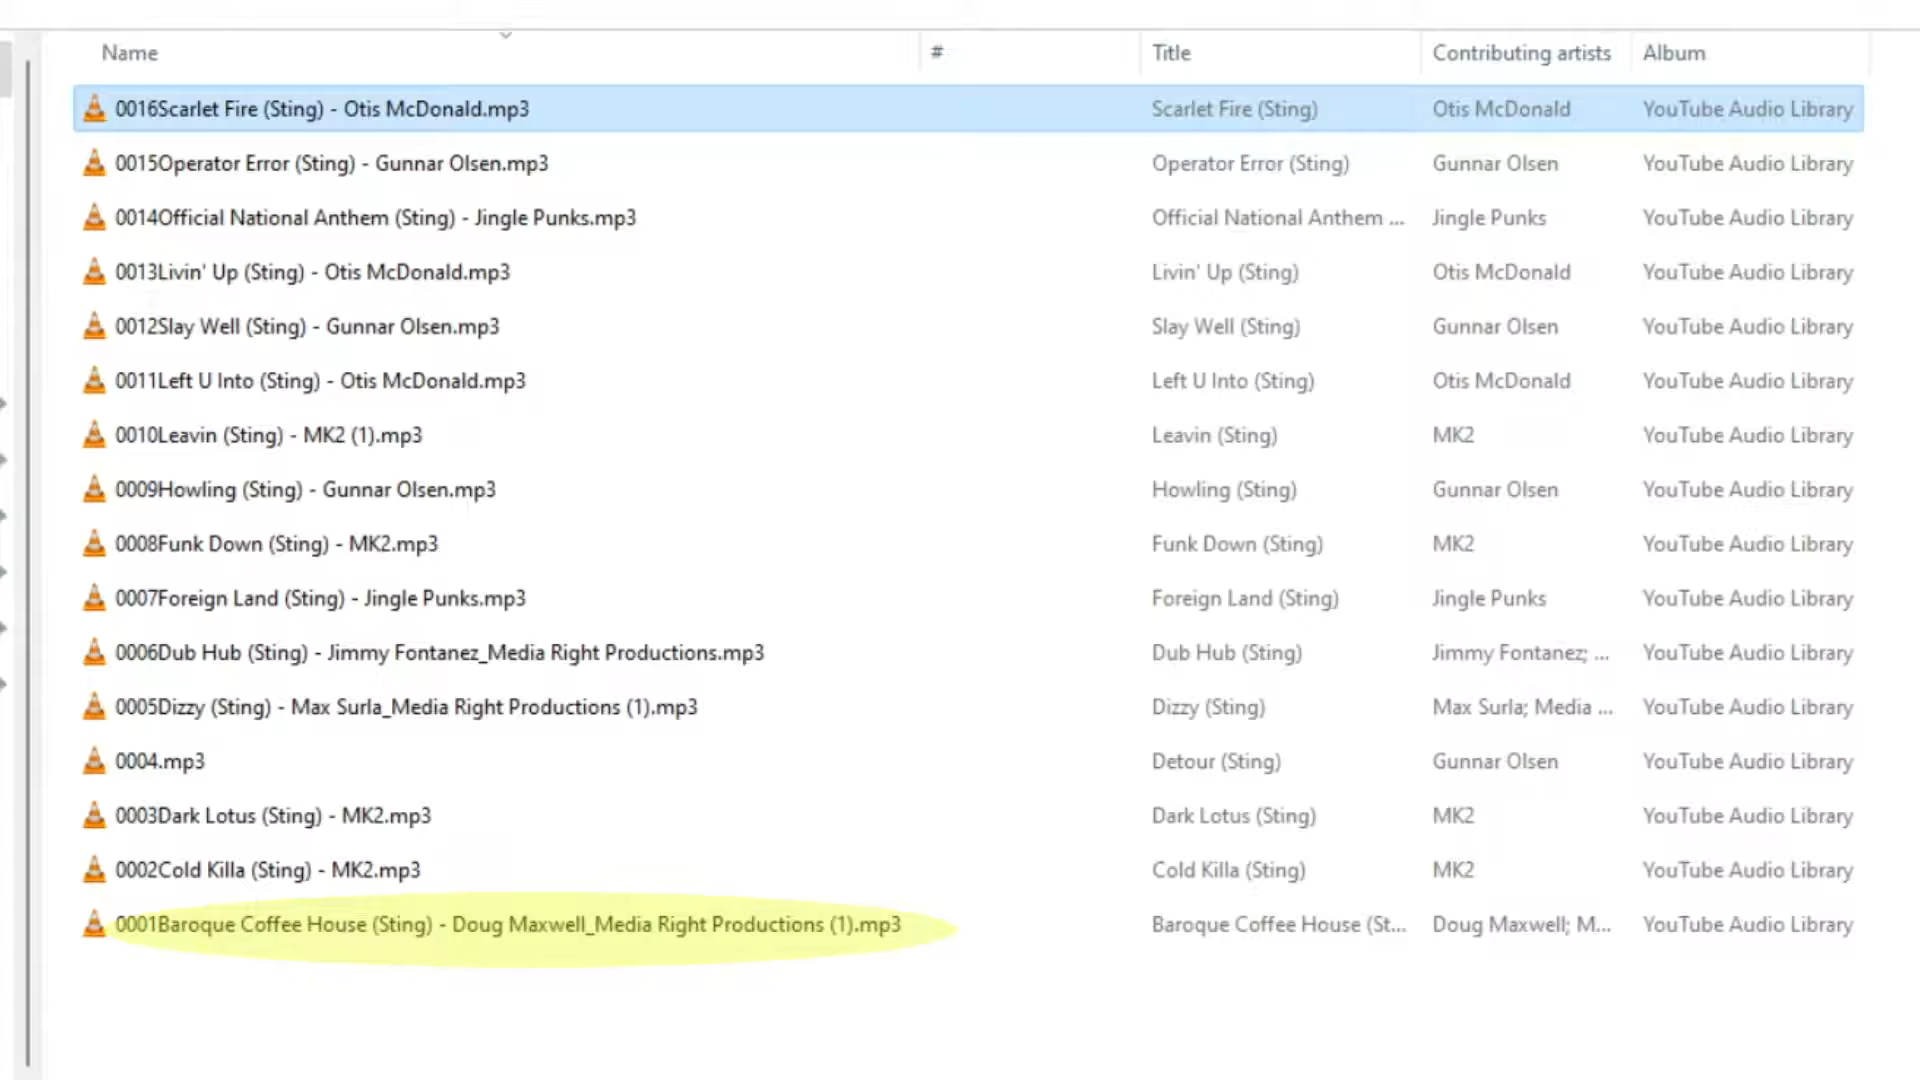 Name # Title Contributing artists Album
0016Scarlet Fire (Sting) - Otis McDonald.mp3 Scarlet Fire (Sting) Otis McDonald YouTube Audio Library
0015Operator Error (Sting) - Gunnar Olsen.mp3 Operator Error (Sting) Gunnar Olsen YouTube Audio Library
0014Official National Anthem (Sting) - Jingle Punks.mp3 Official National Anthem ... Jingle Punks YouTube Audio Library
0013Livin' Up (Sting) - Otis McDonald.mp3 Livin' Up (Sting) Otis McDonald YouTube Audio Library
0012Slay Well (Sting) - Gunnar Olsen.mp3 Slay Well (Sting) Gunnar Olsen YouTube Audio Library
0011Left U Into (Sting) - Otis McDonald.mp3 Left U Into (Sting) Otis McDonald YouTube Audio Library
0010Leavin (Sting) - MK2 (1).mp3 Leavin (Sting) MK2 YouTube Audio Library
0009Howling (Sting) - Gunnar Olsen.mp3 Howling (Sting) Gunnar Olsen YouTube Audio Library
0008Funk Down (Sting) - MK2.mp3 Funk Down (Sting) MK2 YouTube Audio Library
0007Foreign Land (Sting) - Jingle Punks.mp3 Foreign Land (Sting) Jingle Punks YouTube Audio Library
0006Dub Hub (Sting) - Jimmy Fontanez_Media Right Productions.mp3 Dub Hub (Sting) Jimmy Fontanez; ... YouTube Audio Library
0005Dizzy (Sting) - Max Surla_Media Right Productions (1).mp3 Dizzy (Sting) Max Surla; Media ... YouTube Audio Library
0004.mp3 Detour (Sting) Gunnar Olsen YouTube Audio Library
0003Dark Lotus (Sting) - MK2.mp3 Dark Lotus (Sting) MK2 YouTube Audio Library
0002Cold Killa (Sting) - MK2.mp3 Cold Killa (Sting) MK2 YouTube Audio Library
0001Baroque Coffee House (Sting) - Doug Maxwell_Media Right Productions (1).mp3 Baroque Coffee House (St... Doug Maxwell; M... YouTube Audio Library